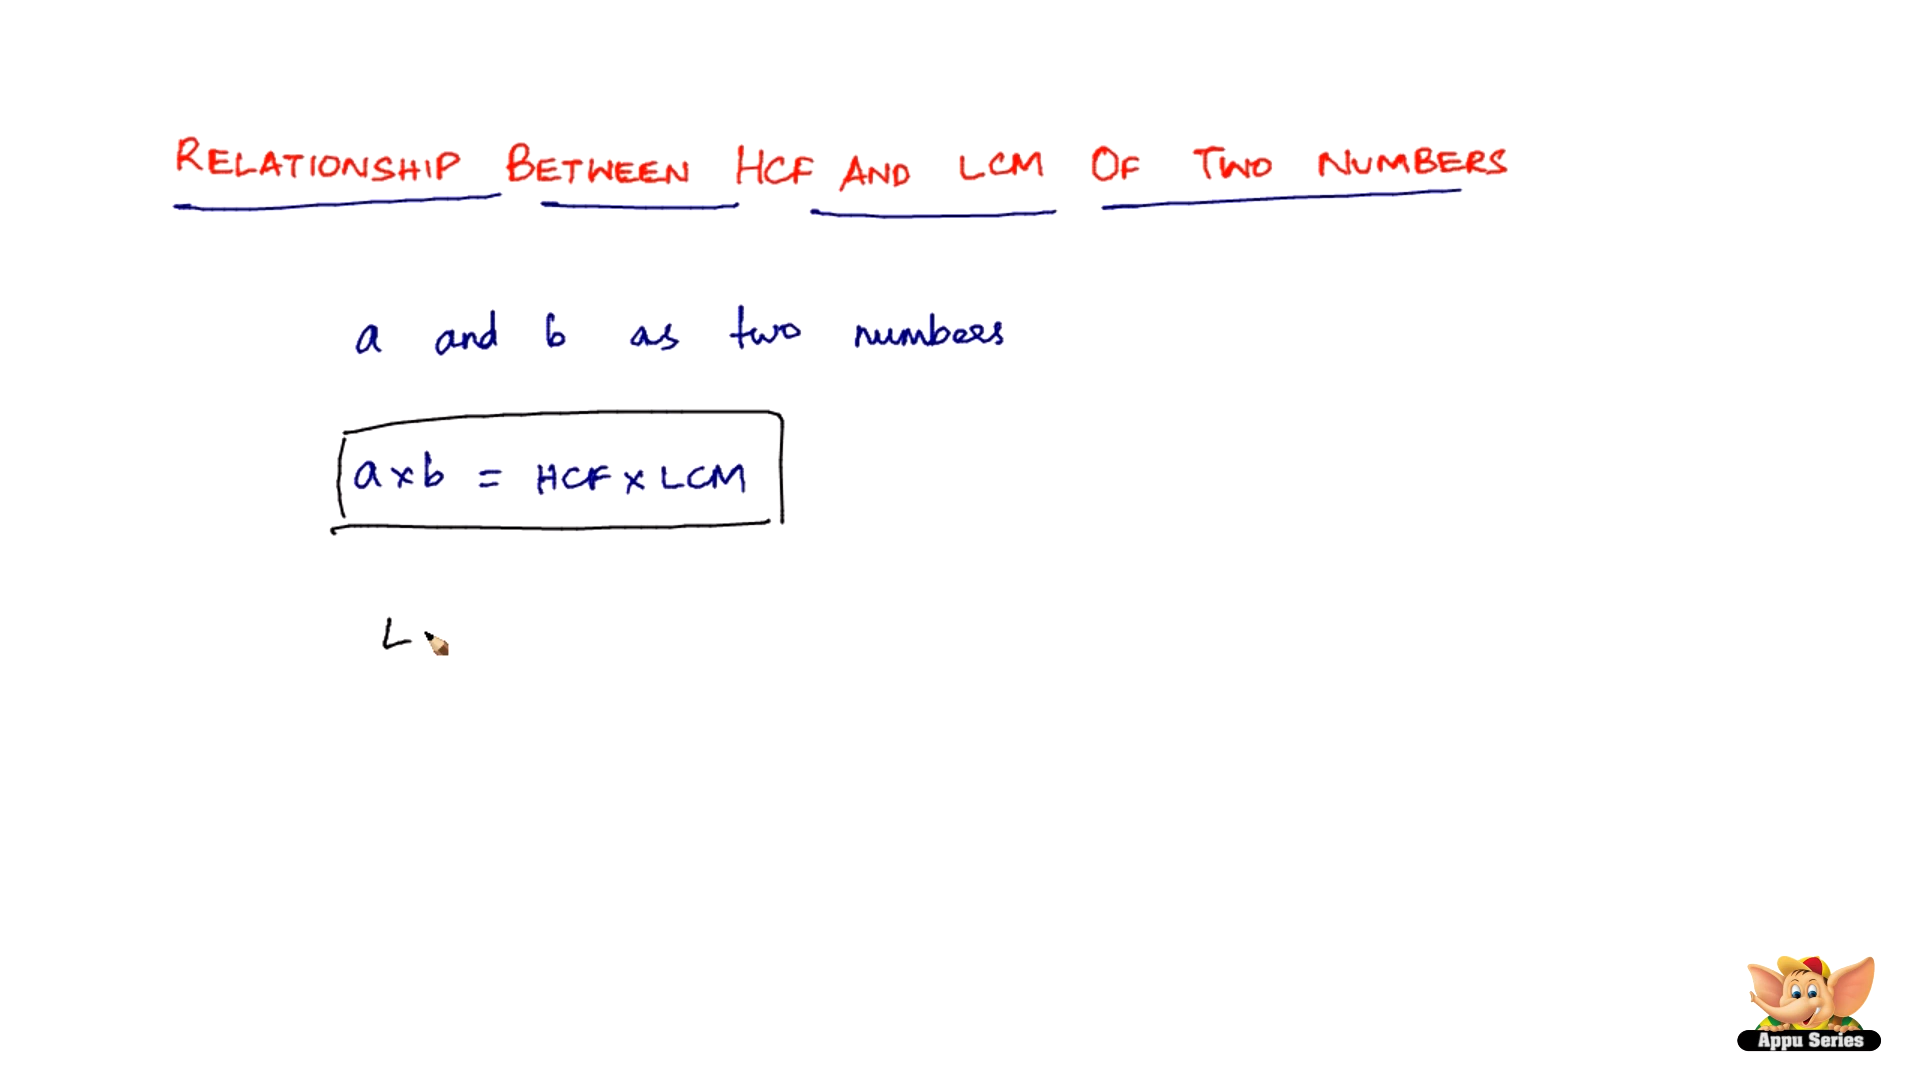 RELATIONSHIP BETWEEN HCF AND LCM OF TWO NUMBERS
a and b as two numbers
a x b = HCF x LCM
L
Appu Series